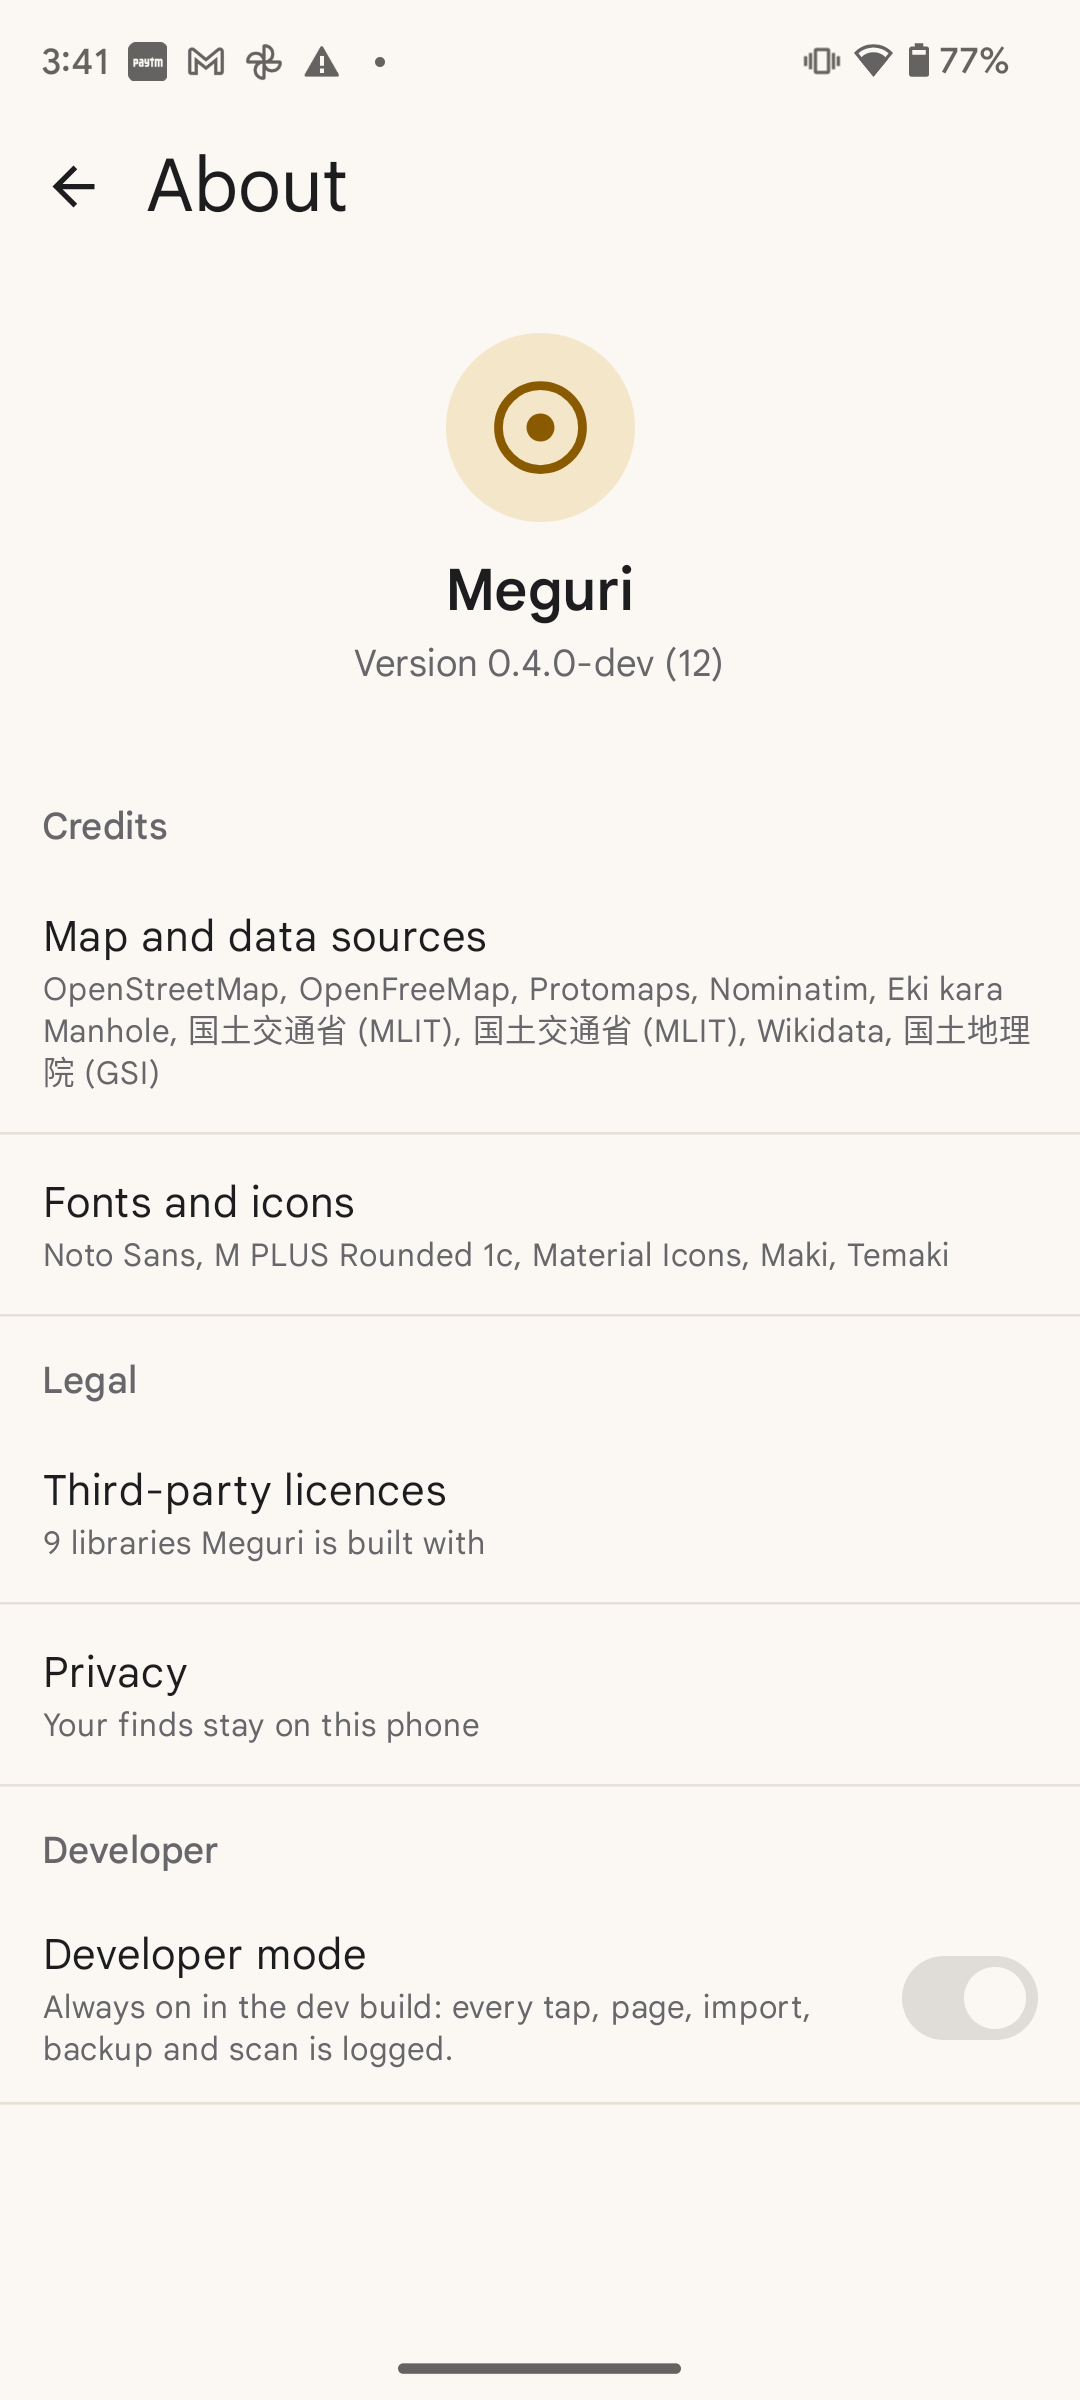 3:41 paytm 77%
About
Meguri
Version 0.4.0-dev (12)
Credits
Map and data sources
OpenStreetMap, OpenFreeMap, Protomaps, Nominatim, Eki kara
Manhole, 国土交通省 (MLIT), 国土交通省 (MLIT), Wikidata, 国土地理
院 (GSI)
Fonts and icons
Noto Sans, M PLUS Rounded 1c, Material Icons, Maki, Temaki
Legal
Third-party licences
9 libraries Meguri is built with
Privacy
Your finds stay on this phone
Developer
Developer mode
Always on in the dev build: every tap, page, import,
backup and scan is logged.